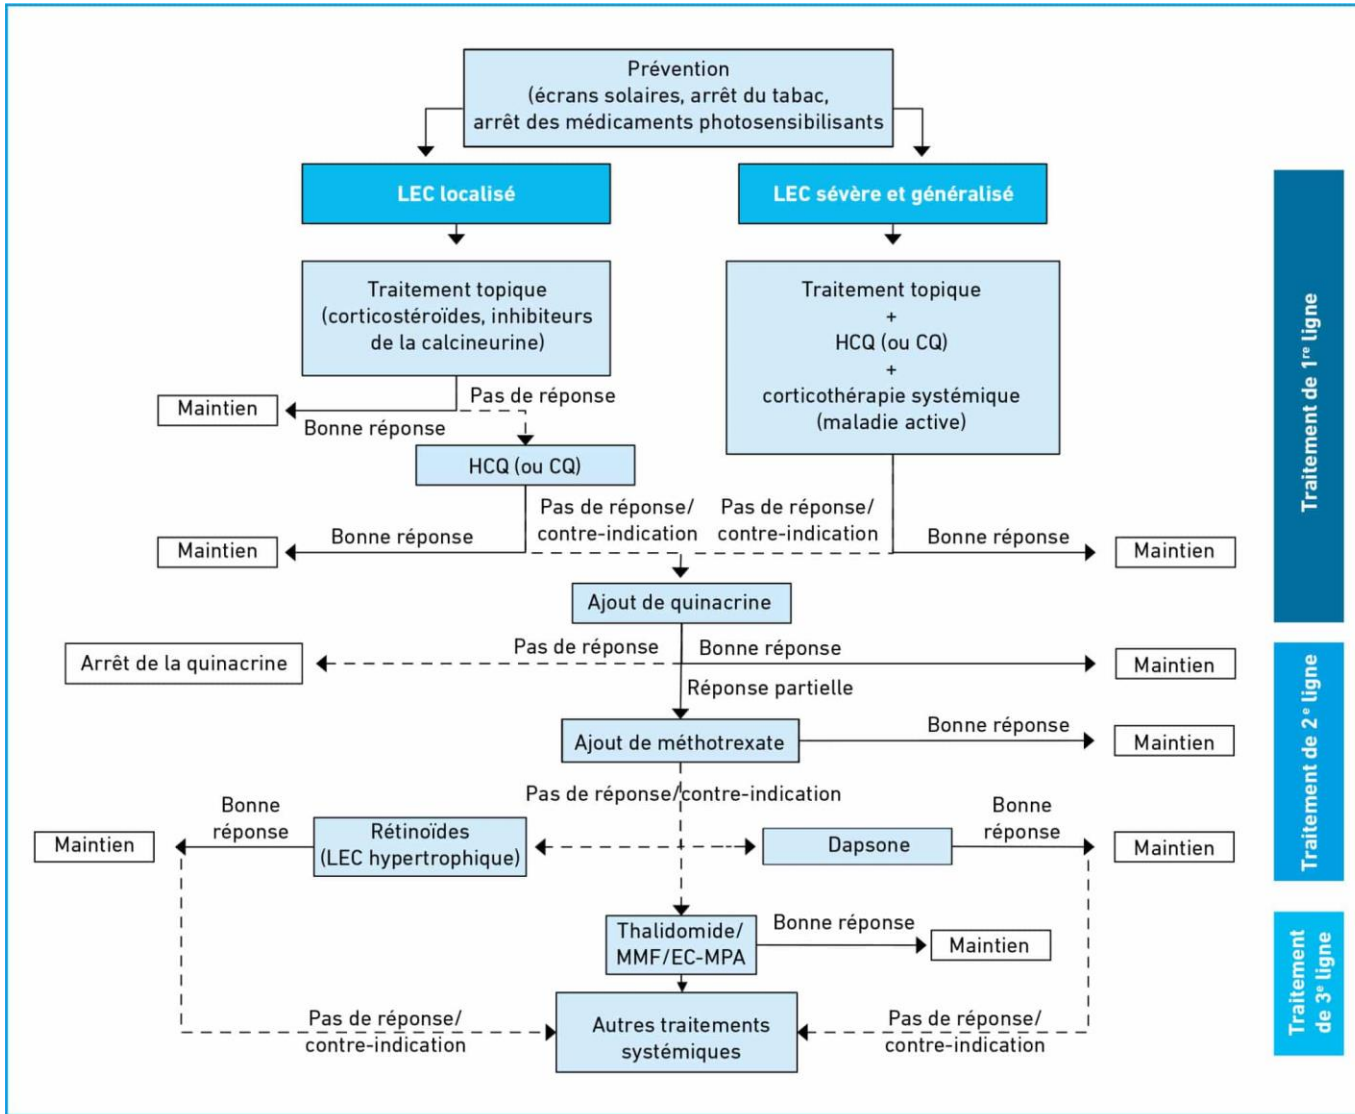 Prévention
(écrans solaires, arrêt du tabac,
arrêt des médicaments photosensibilisants
LEC localisé
LEC sévère et généralisé
Traitement topique
(corticostéroïdes, inhibiteurs
de la calcineurine)
Traitement topique
+
HCQ (ou CQ)
+
corticothérapie systémique
(maladie active)
Pas de réponse
Maintien
Bonne réponse
HCQ (ou CQ)
Pas de réponse/
contre-indication
Pas de réponse/
contre-indication
Maintien
Bonne réponse
Bonne réponse
Maintien
Ajout de quinacrine
Arrêt de la quinacrine
Pas de réponse
Bonne réponse
Maintien
Réponse partielle
Ajout de méthotrexate
Bonne réponse
Maintien
Pas de réponse/contre-indication
Maintien
Bonne
réponse
Rétinoïdes
(LEC hypertrophique)
Dapsone
Bonne
réponse
Maintien
Thalidomide/
MMF/EC-MPA
Bonne réponse
Maintien
Pas de réponse/
contre-indication
Autres traitements
systémiques
Pas de réponse/
contre-indication
Traitement de 1re ligne
Traitement de 2e ligne
Traitement
de 3e ligne